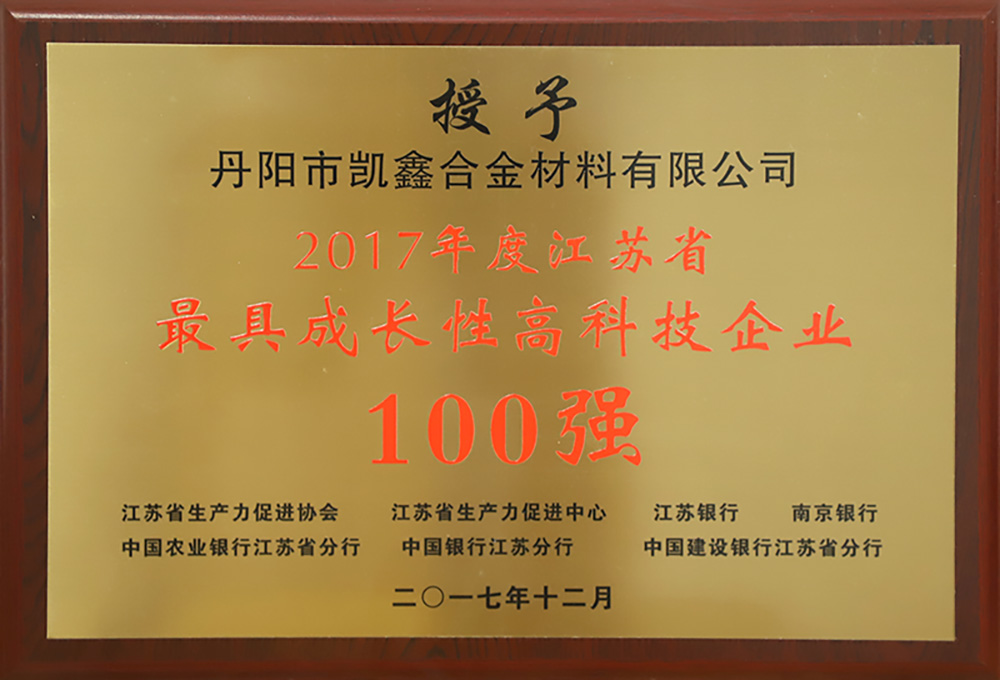 授予
丹阳市凯鑫合金材料有限公司
2017年度江苏省
最具成长性高科技企业
100强
江苏省生产力促进协会 江苏省生产力促进中心 江苏银行 南京银行
中国农业银行江苏省分行 中国银行江苏分行 中国建设银行江苏省分行
二〇一七年十二月